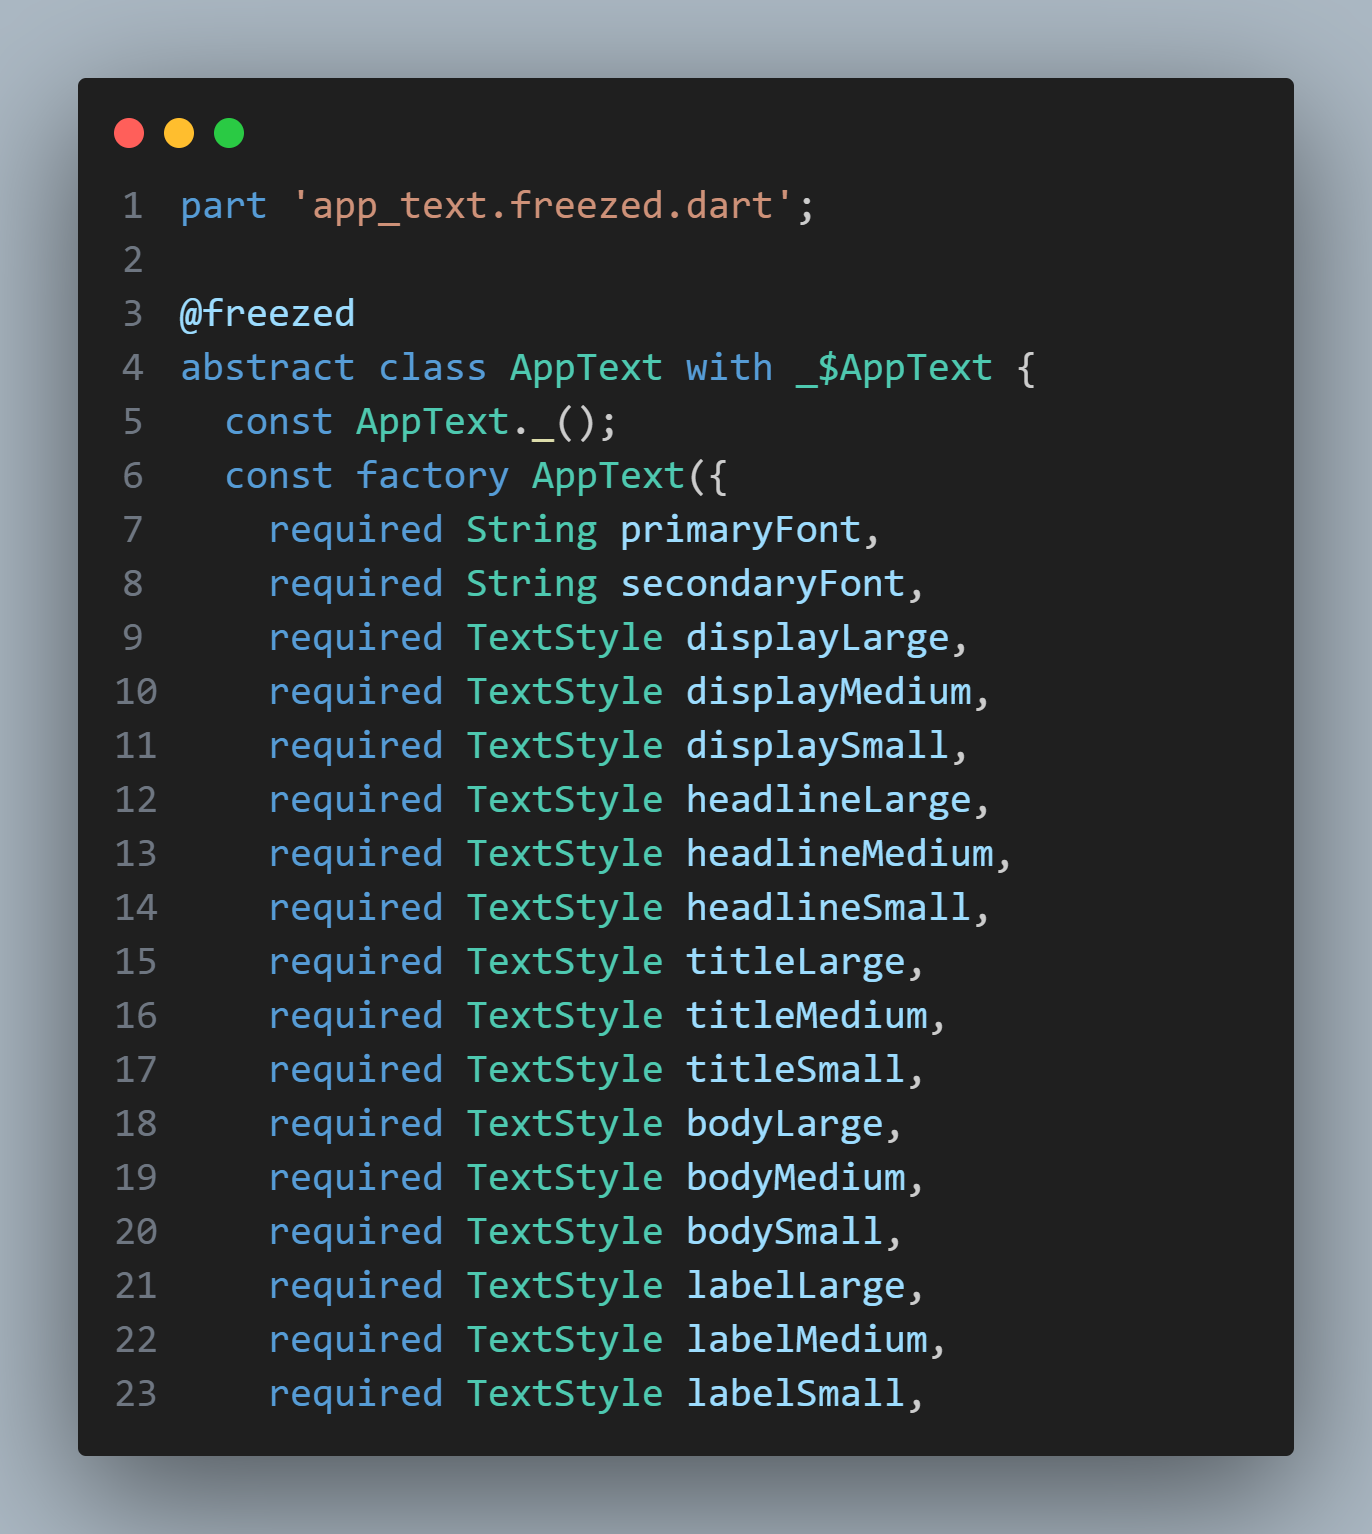 1 part 'app_text.freezed.dart';
2
3 @freezed
4 abstract class AppText with _$AppText {
5   const AppText._();
6   const factory AppText({
7     required String primaryFont,
8     required String secondaryFont,
9     required TextStyle displayLarge,
10     required TextStyle displayMedium,
11     required TextStyle displaySmall,
12     required TextStyle headlineLarge,
13     required TextStyle headlineMedium,
14     required TextStyle headlineSmall,
15     required TextStyle titleLarge,
16     required TextStyle titleMedium,
17     required TextStyle titleSmall,
18     required TextStyle bodyLarge,
19     required TextStyle bodyMedium,
20     required TextStyle bodySmall,
21     required TextStyle labelLarge,
22     required TextStyle labelMedium,
23     required TextStyle labelSmall,